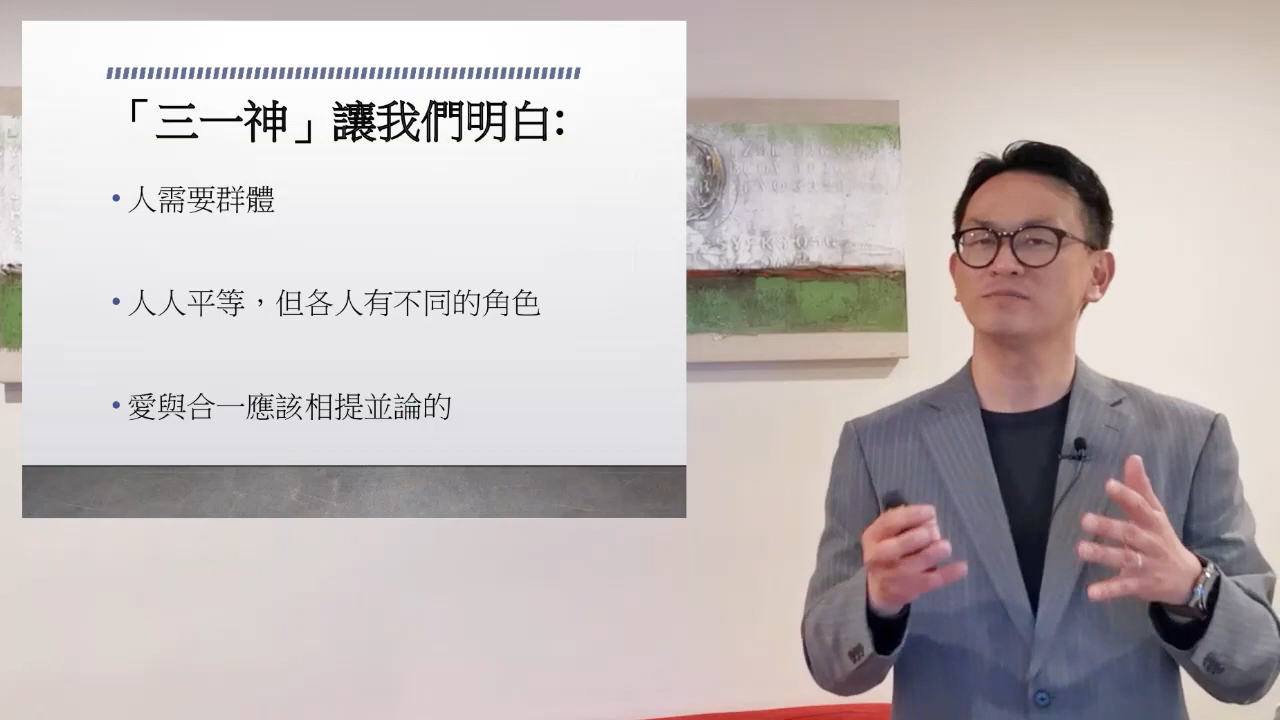 「三一神」讓我們明白:
• 人需要群體
• 人人平等，但各人有不同的角色
• 愛與合一應該相提並論的